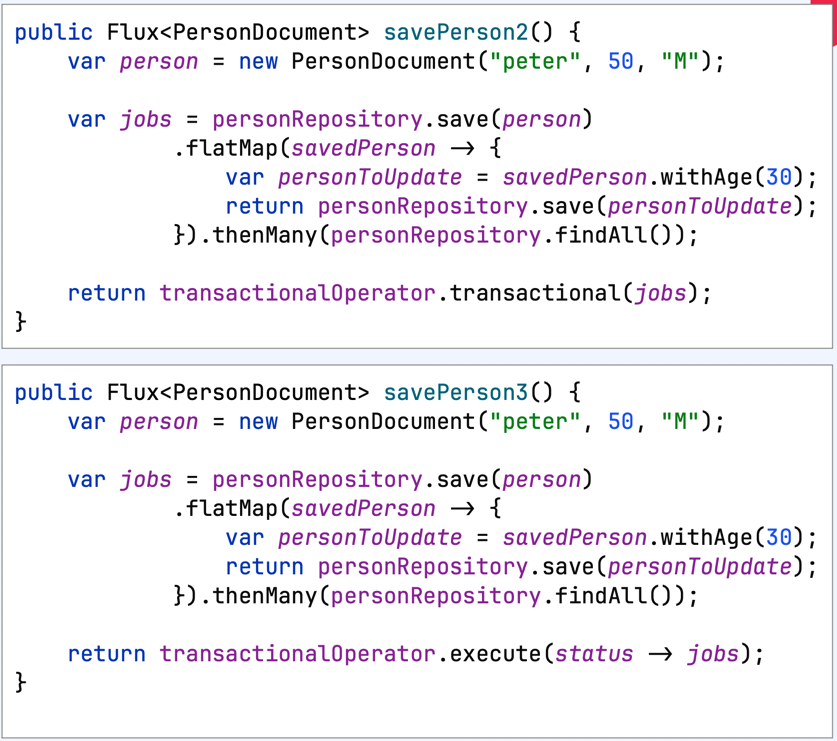 public Flux<PersonDocument> savePerson2() {
    var person = new PersonDocument("peter", 50, "M");
    var jobs = personRepository.save(person)
            .flatMap(savedPerson -> {
                var personToUpdate = savedPerson.withAge(30);
                return personRepository.save(personToUpdate);
            }).thenMany(personRepository.findAll());
    return transactionalOperator.transactional(jobs);
}
public Flux<PersonDocument> savePerson3() {
    var person = new PersonDocument("peter", 50, "M");
    var jobs = personRepository.save(person)
            .flatMap(savedPerson -> {
                var personToUpdate = savedPerson.withAge(30);
                return personRepository.save(personToUpdate);
            }).thenMany(personRepository.findAll());
    return transactionalOperator.execute(status -> jobs);
}